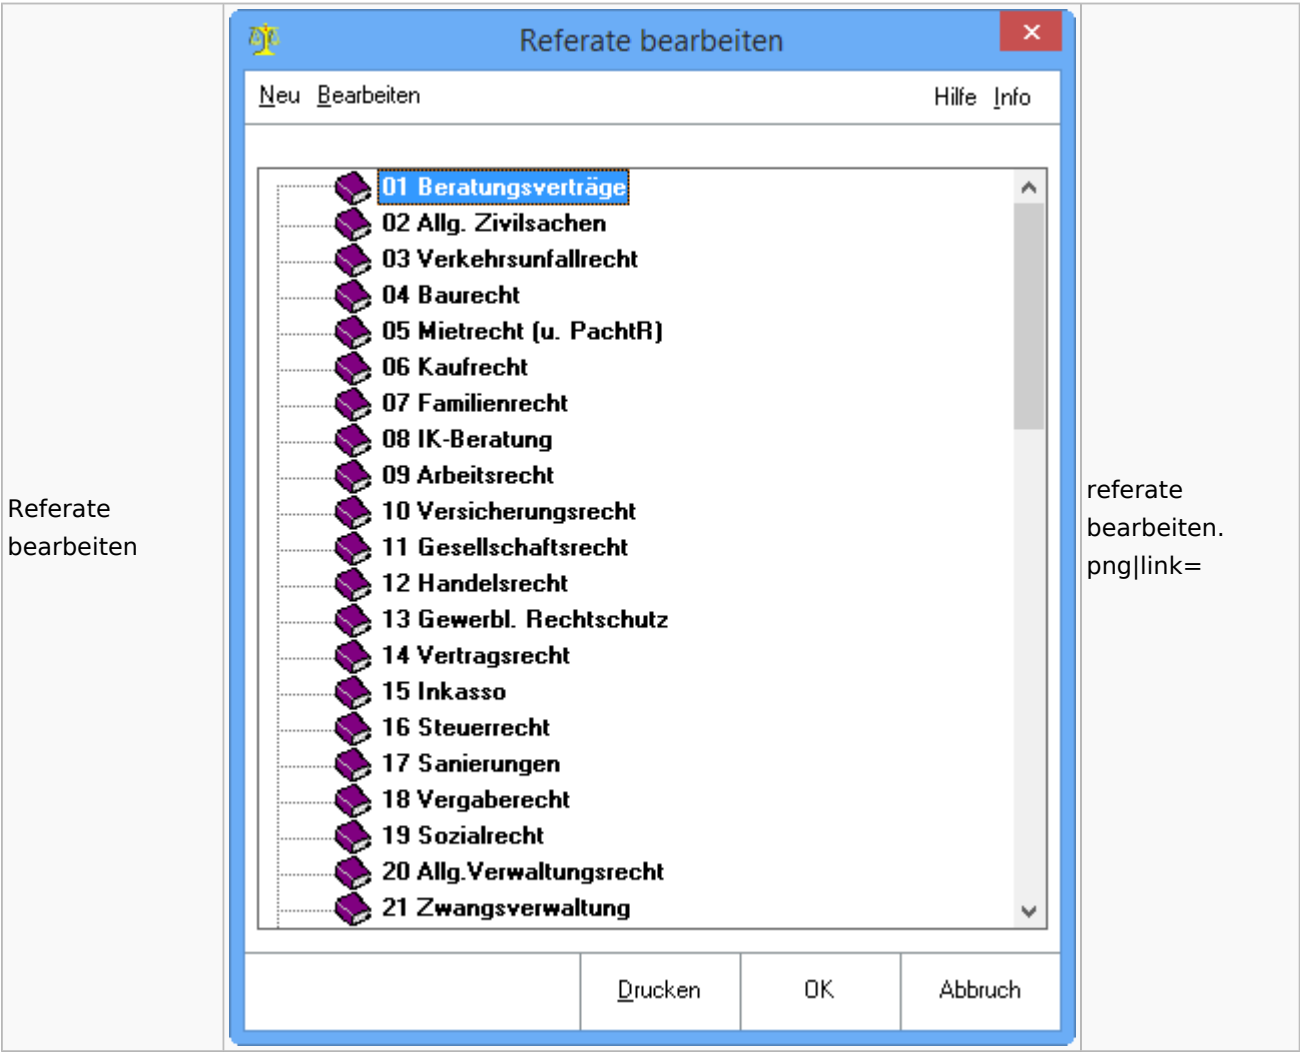 Referate
bearbeiten
Referate bearbeiten
Neu Bearbeiten Hilfe Info
01 Beratungsverträge
02 Allg. Zivilsachen
03 Verkehrsunfallrecht
04 Baurecht
05 Mietrecht (u. PachtR)
06 Kaufrecht
07 Familienrecht
08 IK-Beratung
09 Arbeitsrecht
10 Versicherungsrecht
11 Gesellschaftsrecht
12 Handelsrecht
13 Gewerbl. Rechtschutz
14 Vertragsrecht
15 Inkasso
16 Steuerrecht
17 Sanierungen
18 Vergaberecht
19 Sozialrecht
20 Allg.Verwaltungsrecht
21 Zwangsverwaltung
Drucken OK Abbruch
referate
bearbeiten.
png|link=